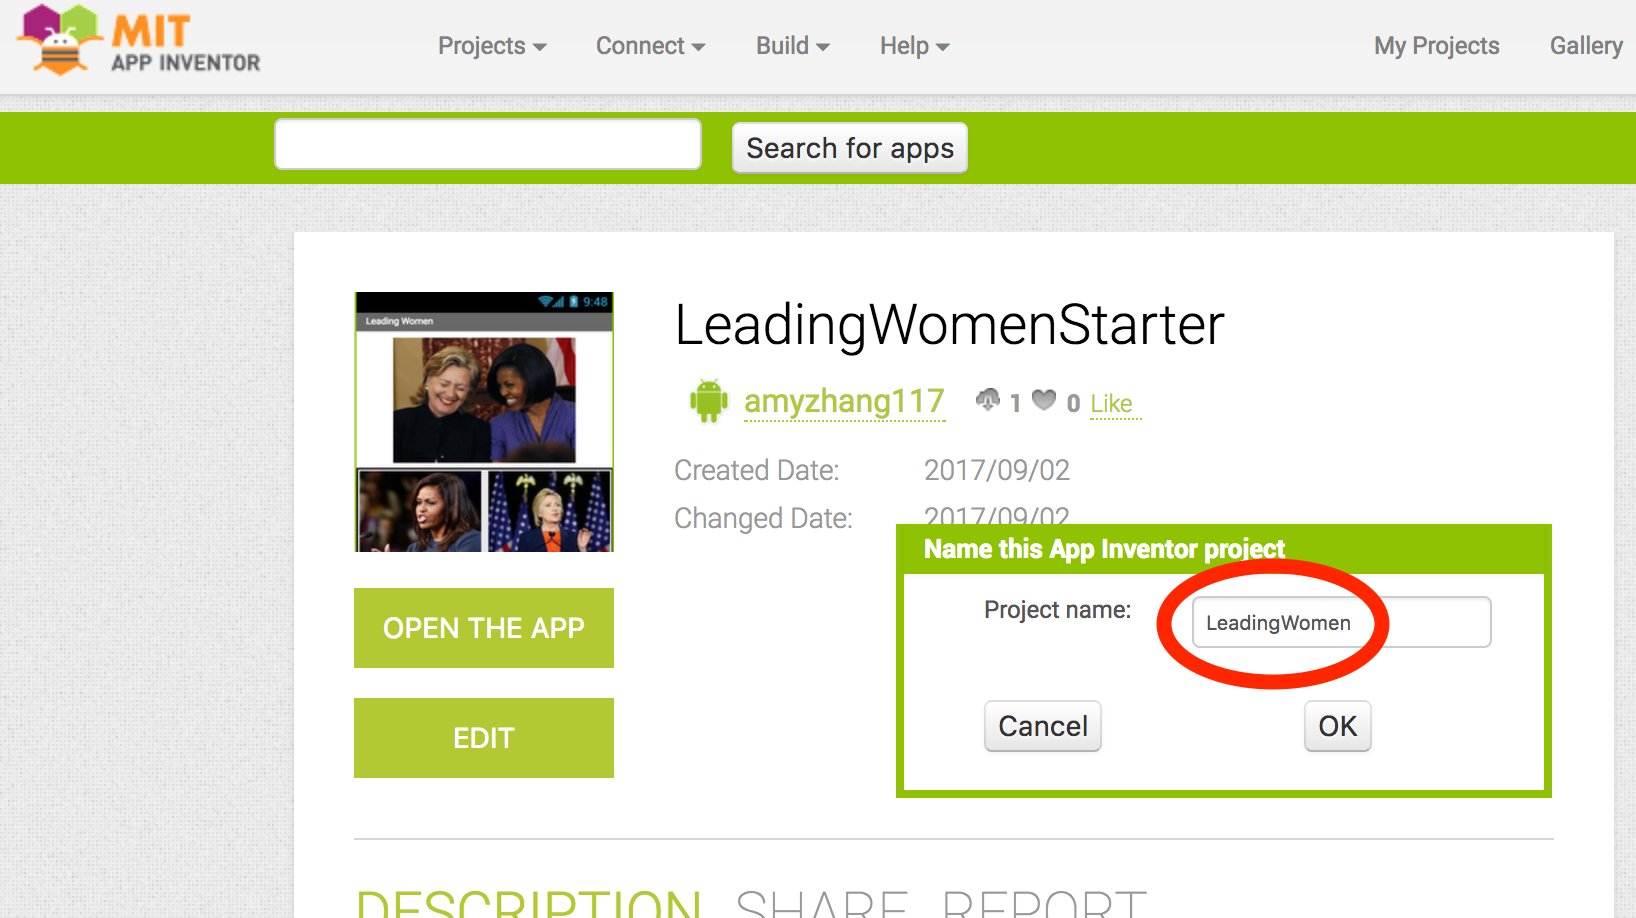 MIT
APP INVENTOR
Projects
Connect
Build
Help
My Projects
Gallery
Search for apps
9:48
Leading Women
LeadingWomenStarter
amyzhang117
1
0
Like
Created Date: 2017/09/02
Changed Date: 2017/09/02
Name this App Inventor project
Project name: LeadingWomen
Cancel
OK
OPEN THE APP
EDIT
DESCRIPTION SHARE REPORT